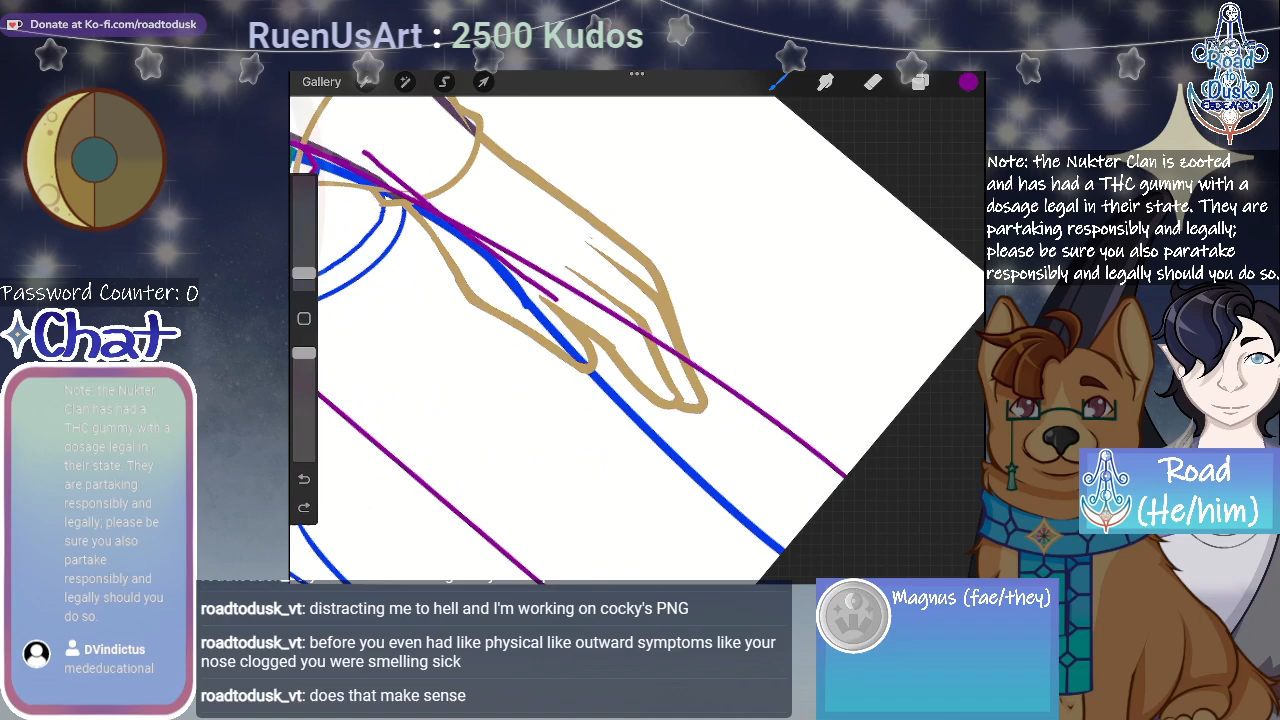 Donate at Ko-fi.com/roadtodusk
RuenUsArt : 2500 Kudos
Gallery
Road
to
Dusk
Note: the Nukter Clan is zooted
and has had a THC gummy with a
dosage legal in their state. They are
partaking responsibly and legally;
please be sure you also paratake
responsibly and legally should you do so.
Password Counter: 0
Chat
Note: the Nukter
Clan has had a
THC gummy with a
dosage legal in
their state. They
are partaking
responsibly and
legally, please be
sure you also
partake
responsibly and
legally should you
do so.
DVindictus
mededucational
roadtodusk_vt: distracting me to hell and I'm working on cocky's PNG
roadtodusk_vt: before you even had like physical like outward symptoms like your
nose clogged you were smelling sick
roadtodusk_vt: does that make sense
Road
(He/him)
Magnus (fae/they)